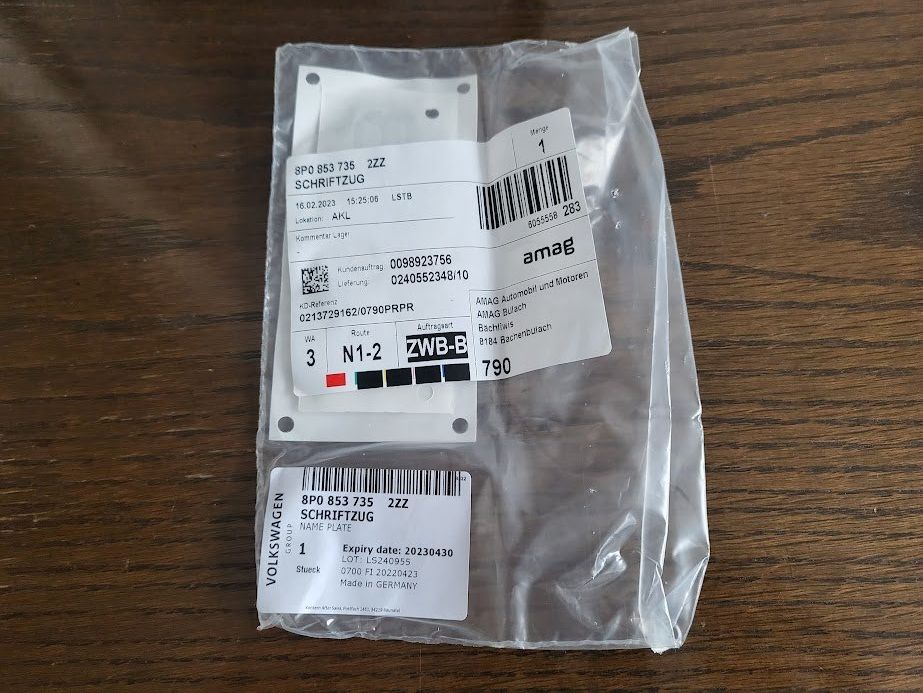 Menge
1
8P0 853 735 2ZZ
SCHRIFTZUG
16.02.2023 15:25:06 LSTB
Lokation: AKL
6055558 283
Kommentar Lager
-
amag
Kundenauftrag: 0098923756
Lieferung: 0240552348/10
KD-Referenz
0213729162/0790PRPR
AMAG Automobil und Motoren
AMAG Bülach
Bächliwis
8184 Bachenbülach
WA Route Auftragsart
3 N1-2 ZWB-B
790
8P0 853 735 2ZZ
SCHRIFTZUG
NAME PLATE
VOLKSWAGEN
GROUP
1 Expiry date: 20230430
Stueck LOT: LS240955
0700 FI 20220423
Made in GERMANY